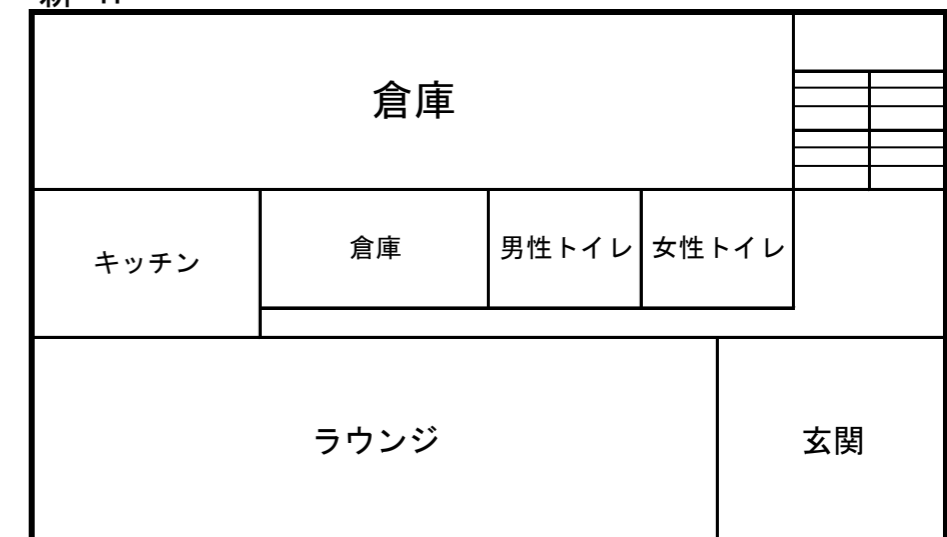 倉庫
キッチン
倉庫
男性トイレ
女性トイレ
ラウンジ
玄関